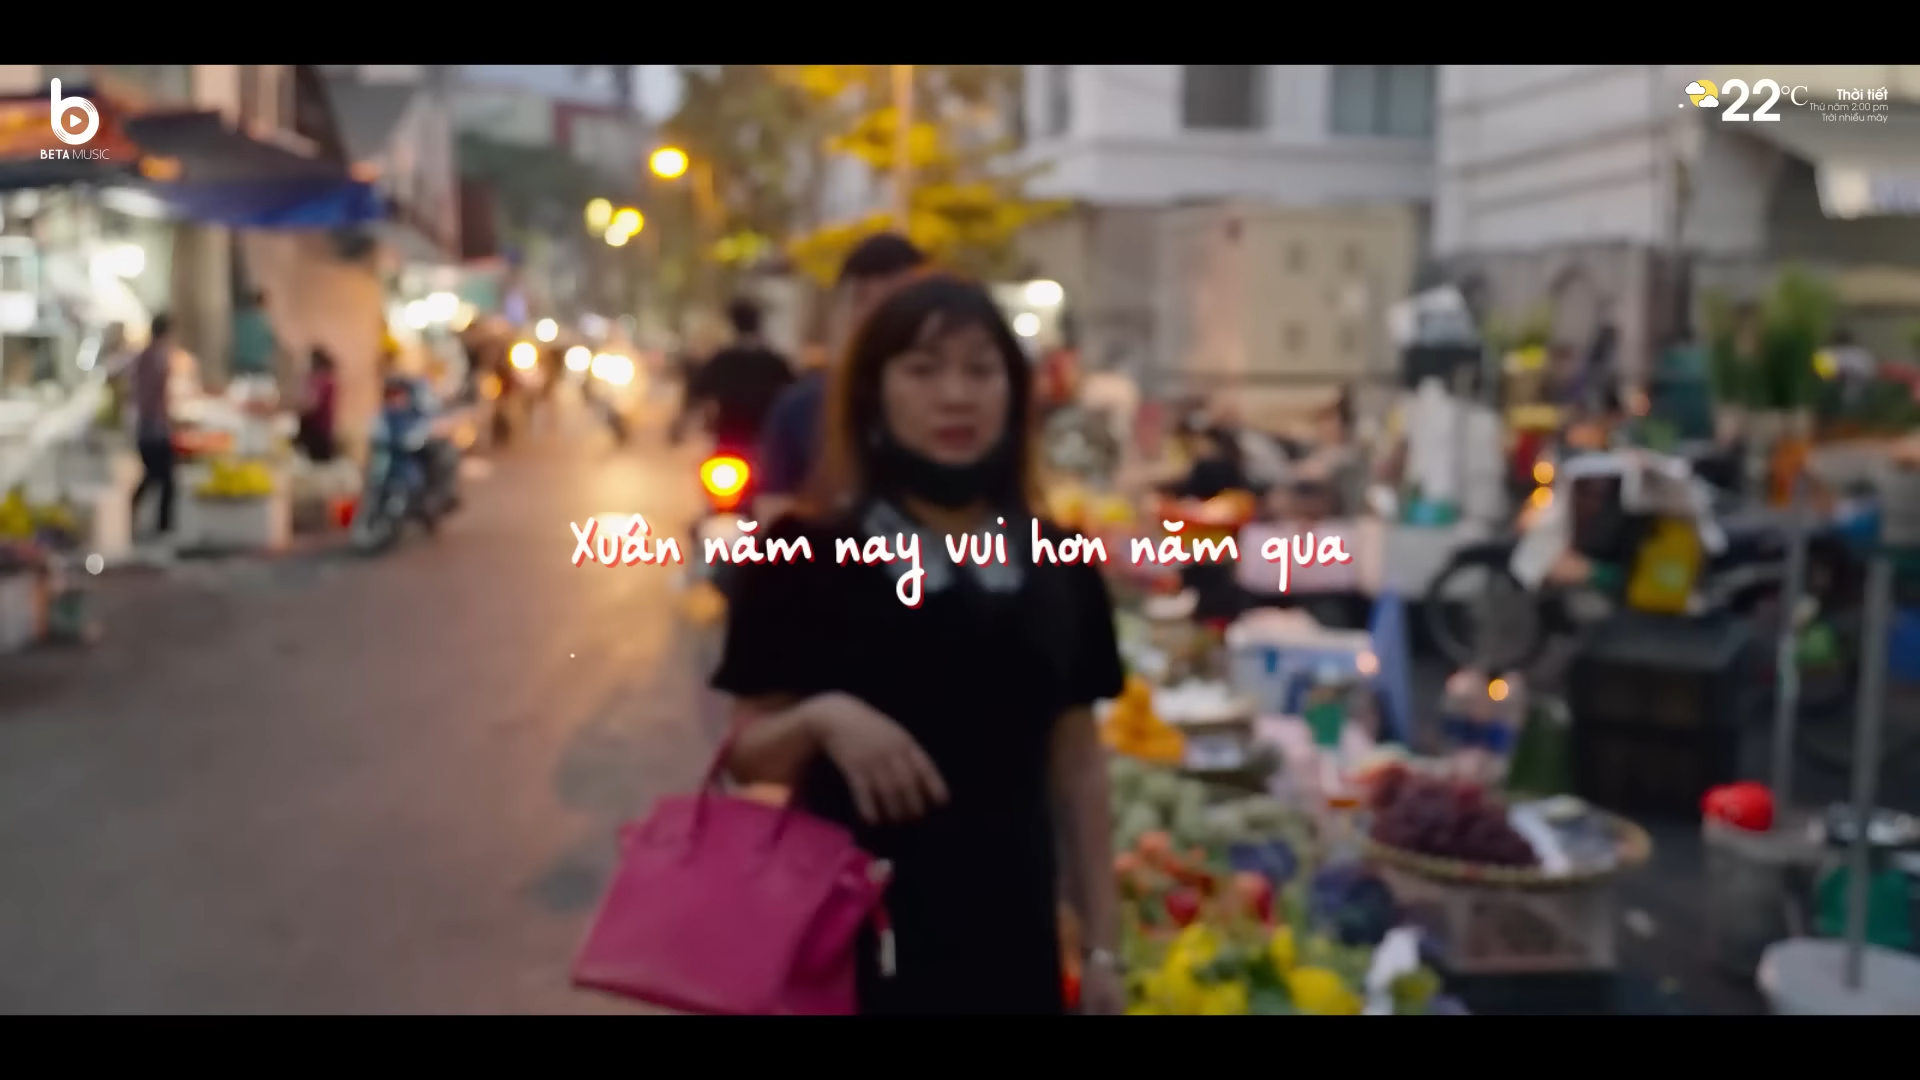 BETA MUSIC
22°C
Thời tiết
Thứ năm 2:00 pm
Trời nhiều mây
Xuân năm nay vui hơn năm qua